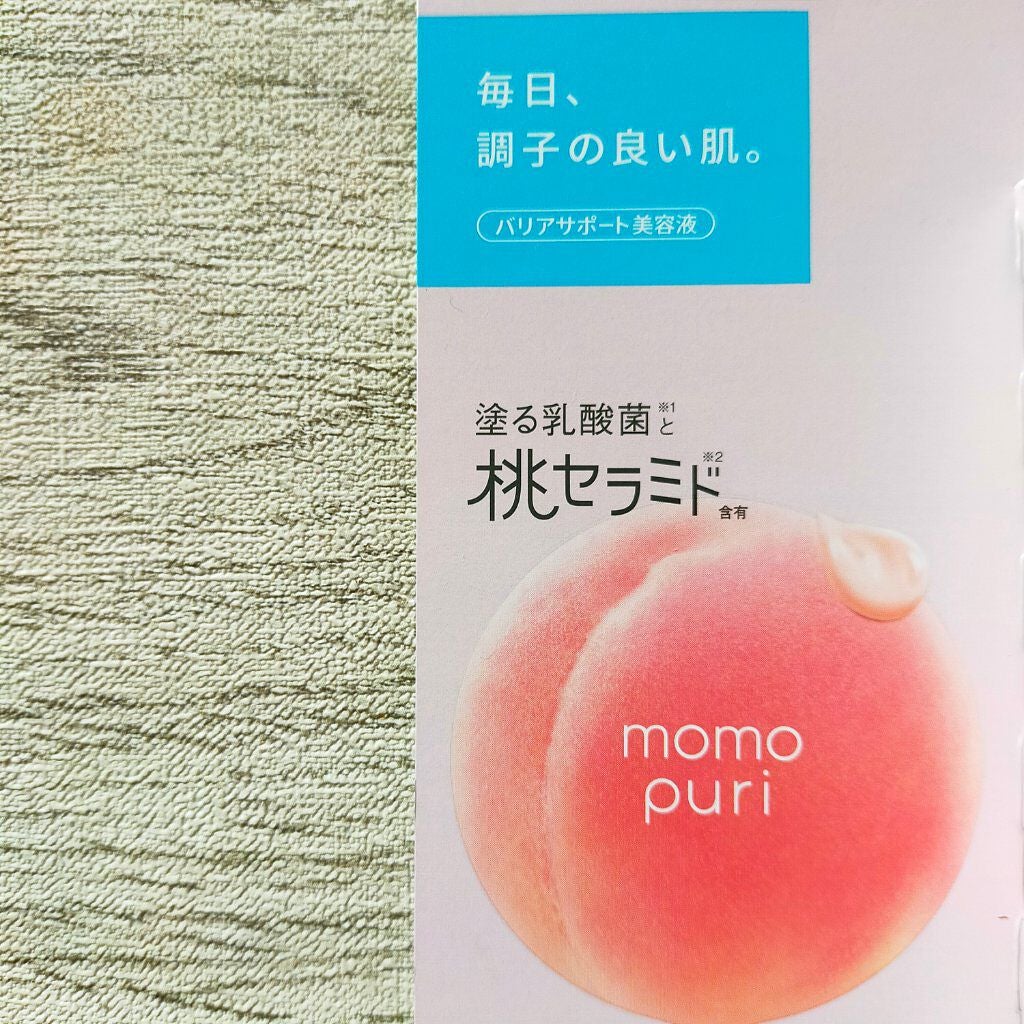 毎日、
調子の良い肌。
バリアサポート美容液
塗る乳酸菌※1と
桃セラミド※2含有
momo
puri